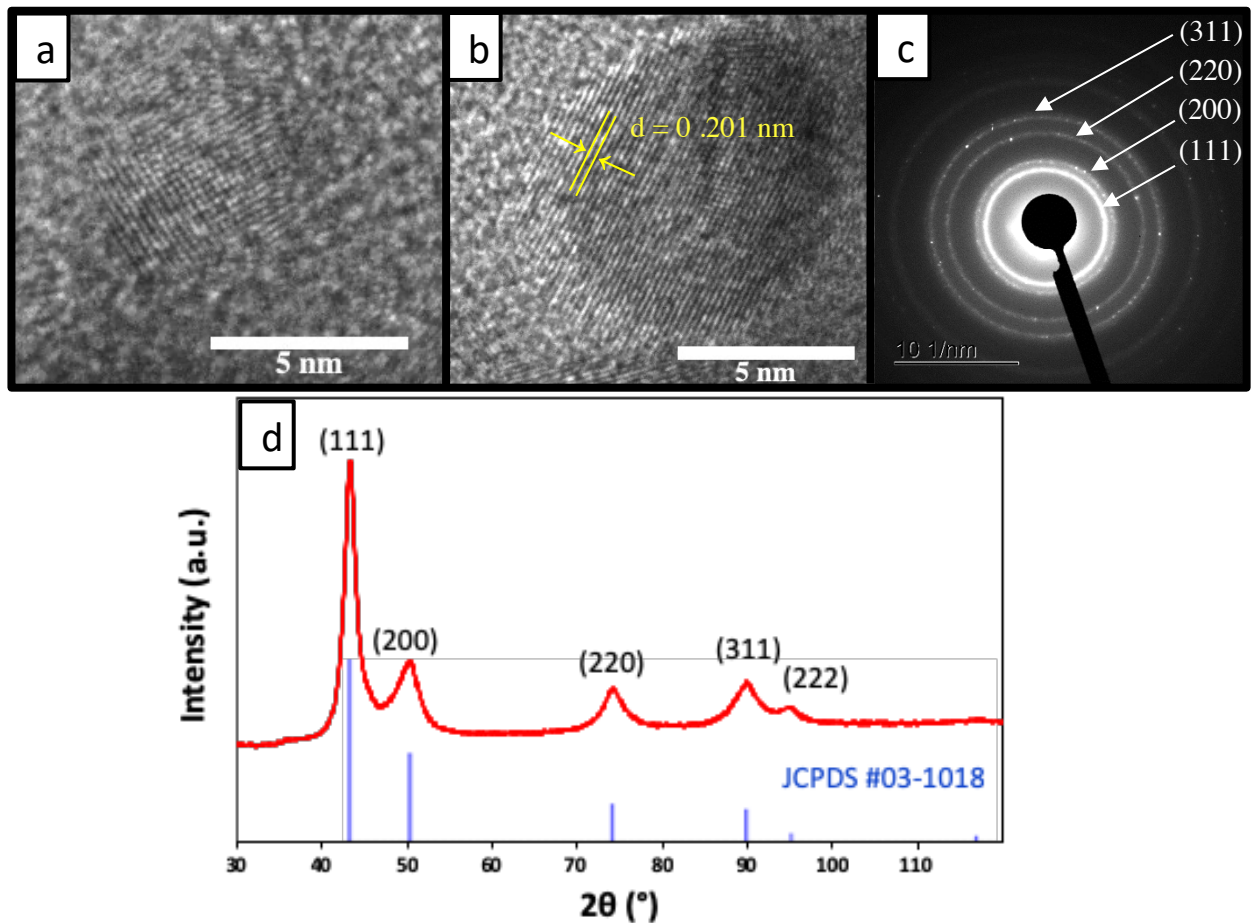 a
b
c
d = 0 .201 nm
(311)
(220)
(200)
(111)
5 nm
5 nm
10 1/nm
d
(111)
(200)
(220)
(311)
(222)
JCPDS #03-1018
Intensity (a.u.)
30 40 50 60 70 80 90 100 110
2θ (°)